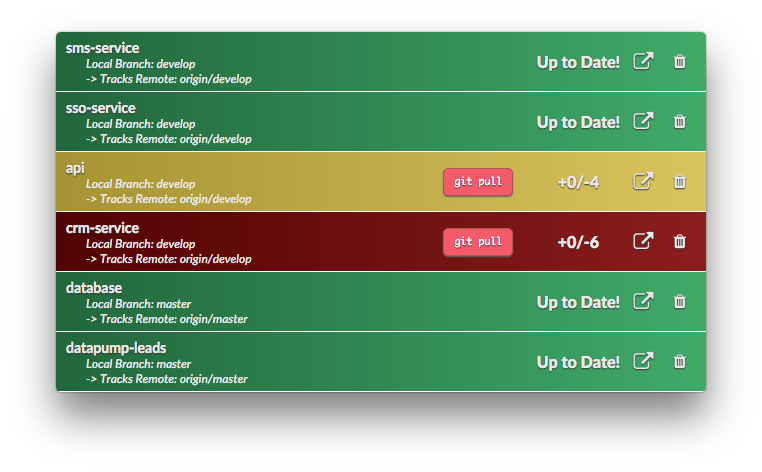 sms-service
Local Branch: develop
-> Tracks Remote: origin/develop
Up to Date!
sso-service
Local Branch: develop
-> Tracks Remote: origin/develop
Up to Date!
api
Local Branch: develop
-> Tracks Remote: origin/develop
git pull
+0/-4
crm-service
Local Branch: develop
-> Tracks Remote: origin/develop
git pull
+0/-6
database
Local Branch: master
-> Tracks Remote: origin/master
Up to Date!
datapump-leads
Local Branch: master
-> Tracks Remote: origin/master
Up to Date!